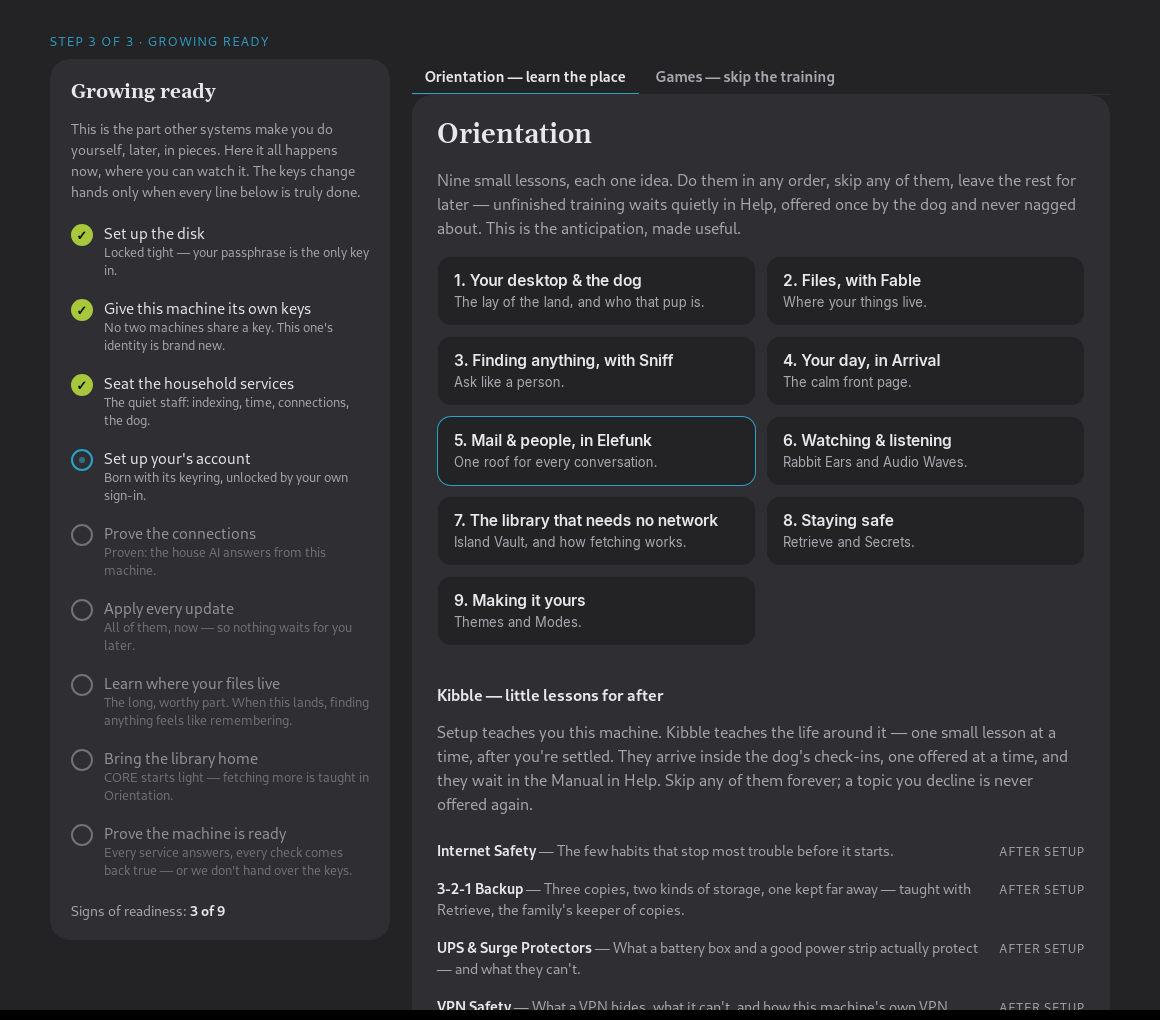 STEP 3 OF 3 · GROWING READY
Growing ready
This is the part other systems make you do
yourself, later, in pieces. Here it all happens
now, where you can watch it. The keys change
hands only when every line below is truly done.
Set up the disk
Locked tight — your passphrase is the only key
in.
Give this machine its own keys
No two machines share a key. This one's
identity is brand new.
Seat the household services
The quiet staff: indexing, time, connections,
the dog.
Set up your's account
Born with its keyring, unlocked by your own
sign-in.
Prove the connections
Proven: the house AI answers from this
machine.
Apply every update
All of them, now — so nothing waits for you
later.
Learn where your files live
The long, worthy part. When this lands, finding
anything feels like remembering.
Bring the library home
CORE starts light — fetching more is taught in
Orientation.
Prove the machine is ready
Every service answers, every check comes
back true — or we don't hand over the keys.
Signs of readiness: 3 of 9
Orientation — learn the place
Games — skip the training
Orientation
Nine small lessons, each one idea. Do them in any order, skip any of them, leave the rest for
later — unfinished training waits quietly in Help, offered once by the dog and never nagged
about. This is the anticipation, made useful.
1. Your desktop & the dog
The lay of the land, and who that pup is.
2. Files, with Fable
Where your things live.
3. Finding anything, with Sniff
Ask like a person.
4. Your day, in Arrival
The calm front page.
5. Mail & people, in Elefunk
One roof for every conversation.
6. Watching & listening
Rabbit Ears and Audio Waves.
7. The library that needs no network
Island Vault, and how fetching works.
8. Staying safe
Retrieve and Secrets.
9. Making it yours
Themes and Modes.
Kibble — little lessons for after
Setup teaches you this machine. Kibble teaches the life around it — one small lesson at a
time, after you're settled. They arrive inside the dog's check-ins, one offered at a time, and
they wait in the Manual in Help. Skip any of them forever; a topic you decline is never
offered again.
Internet Safety — The few habits that stop most trouble before it starts.
AFTER SETUP
3-2-1 Backup — Three copies, two kinds of storage, one kept far away — taught with
Retrieve, the family's keeper of copies.
AFTER SETUP
UPS & Surge Protectors — What a battery box and a good power strip actually protect
— and what they can't.
AFTER SETUP
VPN Safety — What a VPN hides, what it can't, and how this machine's own VPN
AFTER SETUP